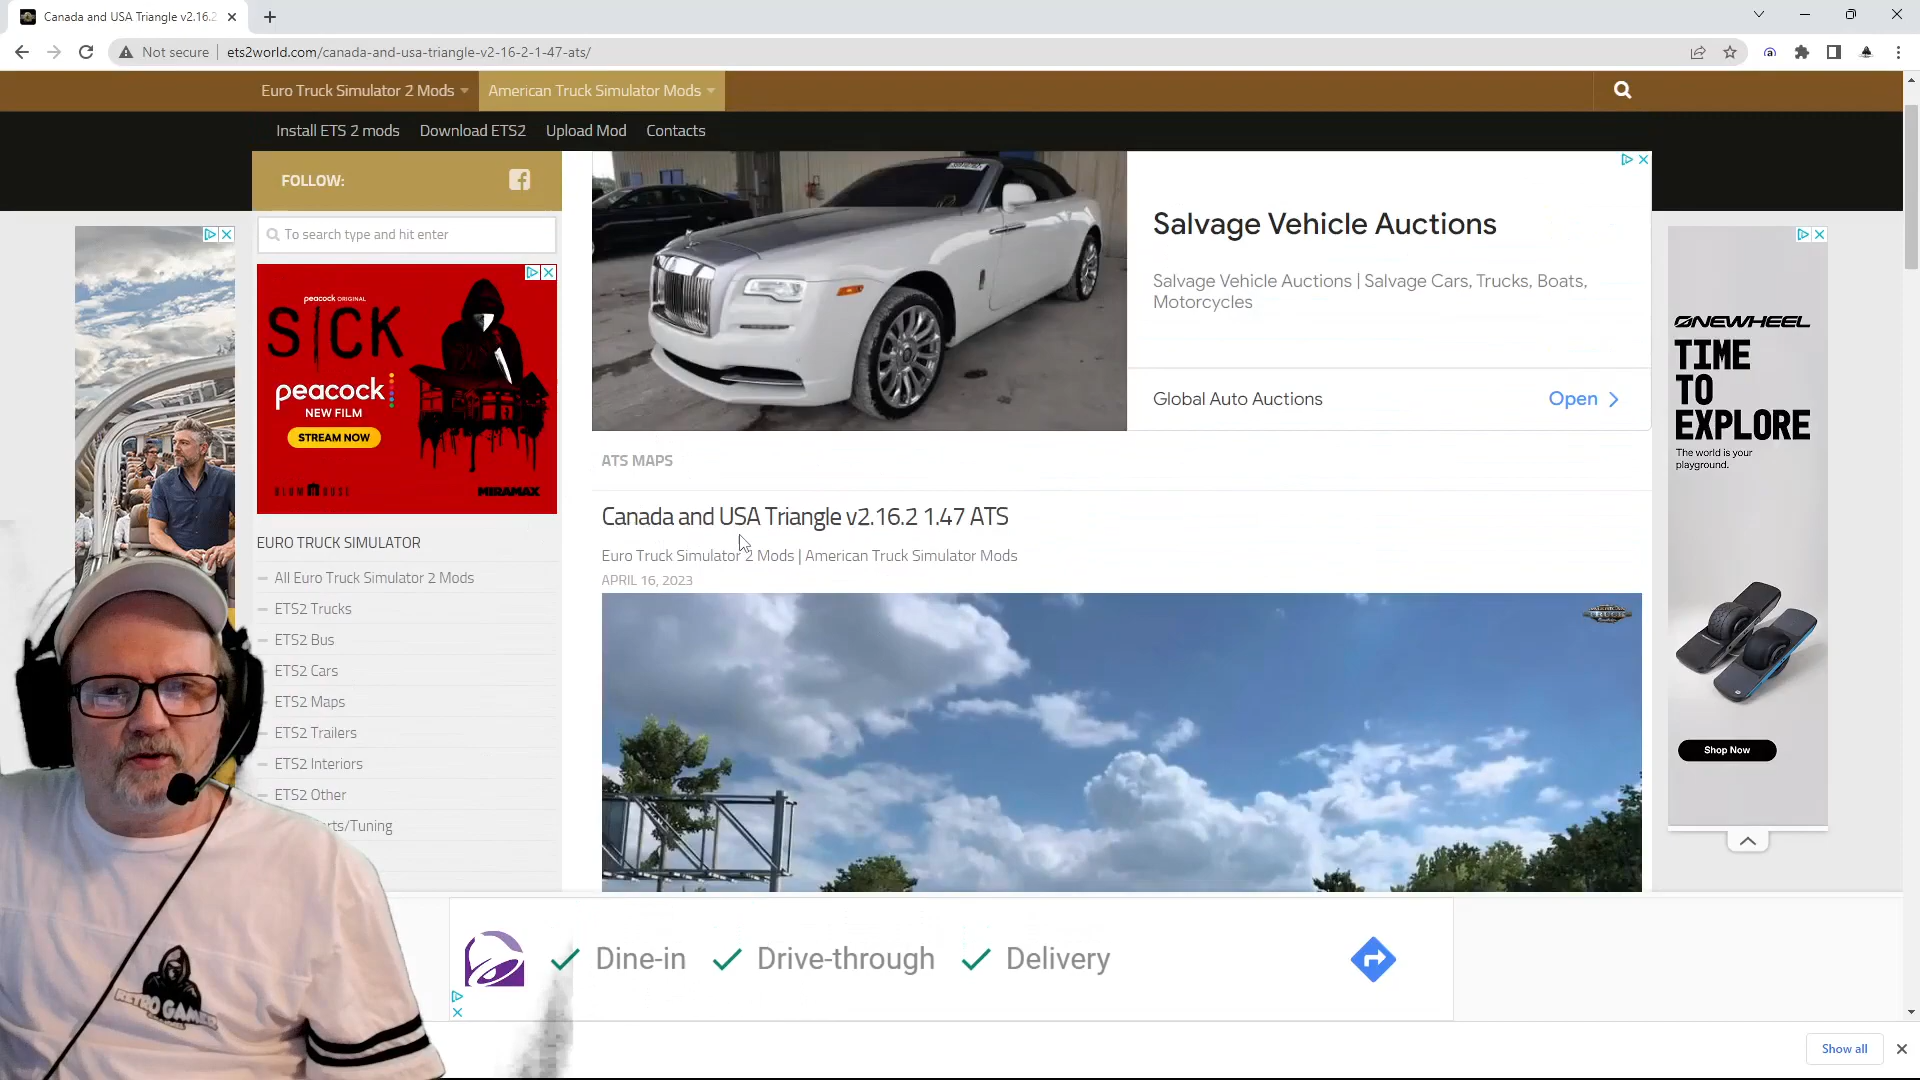 Canada and USA Triangle v2.16.2
Not secure
ets2world.com/canada-and-usa-triangle-v2-16-2-1-47-ats/
Euro Truck Simulator 2 Mods
American Truck Simulator Mods
Install ETS 2 mods
Download ETS2
Upload Mod
Contacts
FOLLOW:
To search type and hit enter
peacock ORIGINAL
SICK
peacock
NEW FILM
STREAM NOW
BLUMHOUSE
MIRAMAX
Salvage Vehicle Auctions
Salvage Vehicle Auctions | Salvage Cars, Trucks, Boats,
Motorcycles
Global Auto Auctions
Open
ONEWHEEL
TIME
TO
EXPLORE
The world is your
playground.
Shop Now
ATS MAPS
Canada and USA Triangle v2.16.2 1.47 ATS
Euro Truck Simulator 2 Mods | American Truck Simulator Mods
APRIL 16, 2023
EURO TRUCK SIMULATOR
All Euro Truck Simulator 2 Mods
ETS2 Trucks
ETS2 Bus
ETS2 Cars
ETS2 Maps
ETS2 Trailers
ETS2 Interiors
ETS2 Other
rts/Tuning
RETRO GAMER
Dine-in
Drive-through
Delivery
Show all